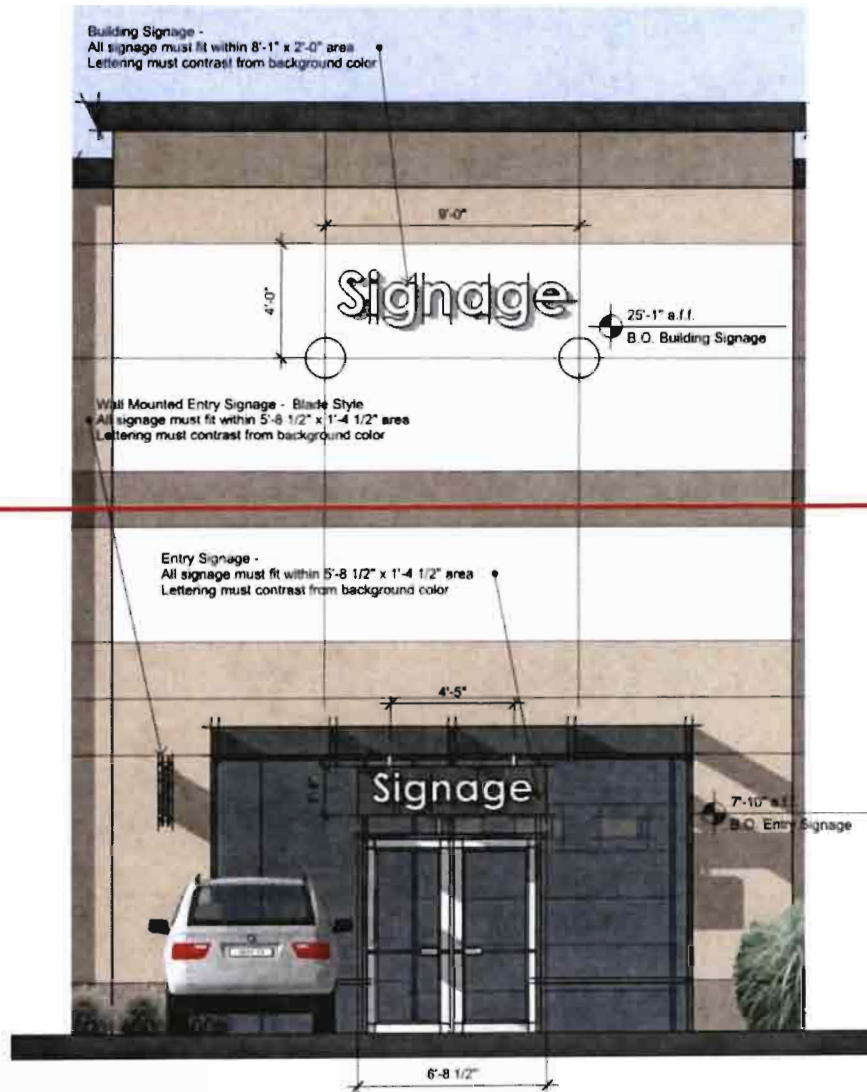 Building Signage -
All signage must fit within 8'-1" x 2'-0" area
Lettering must contrast from background color
9'-0"
4'-0"
Signage
25'-1" a.f.f.
B.O. Building Signage
Wall Mounted Entry Signage - Blade Style
All signage must fit within 5'-8 1/2" x 1'-4 1/2" area
Lettering must contrast from background color
Entry Signage -
All signage must fit within 5'-8 1/2" x 1'-4 1/2" area
Lettering must contrast from background color
4'-5"
Signage
7'-10" a.f.f.
B.O. Entry Signage
6'-8 1/2"